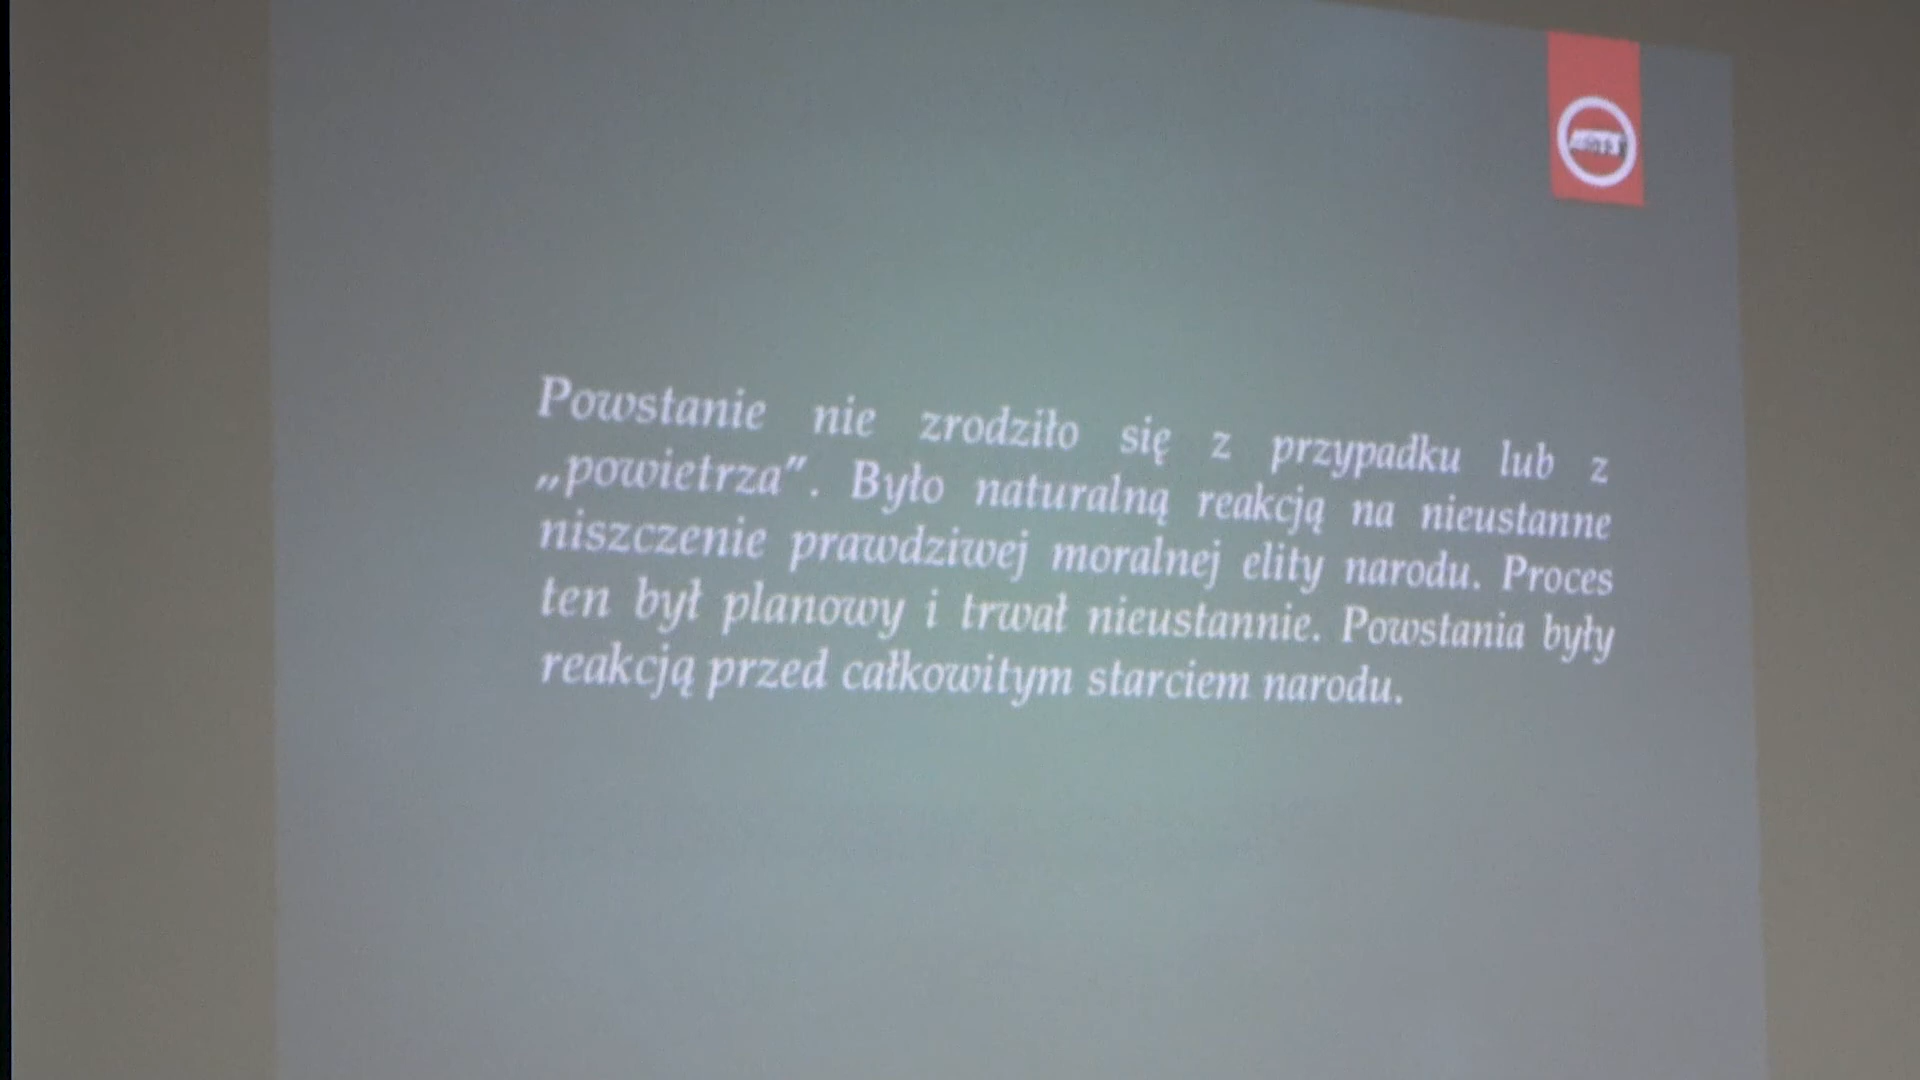 Powstanie nie zrodziło się z przypadku lub z
„powietrza”. Było naturalną reakcją na nieustanne
niszczenie prawdziwej moralnej elity narodu. Proces
ten był planowy i trwał nieustannie. Powstania były
reakcją przed całkowitym starciem narodu.